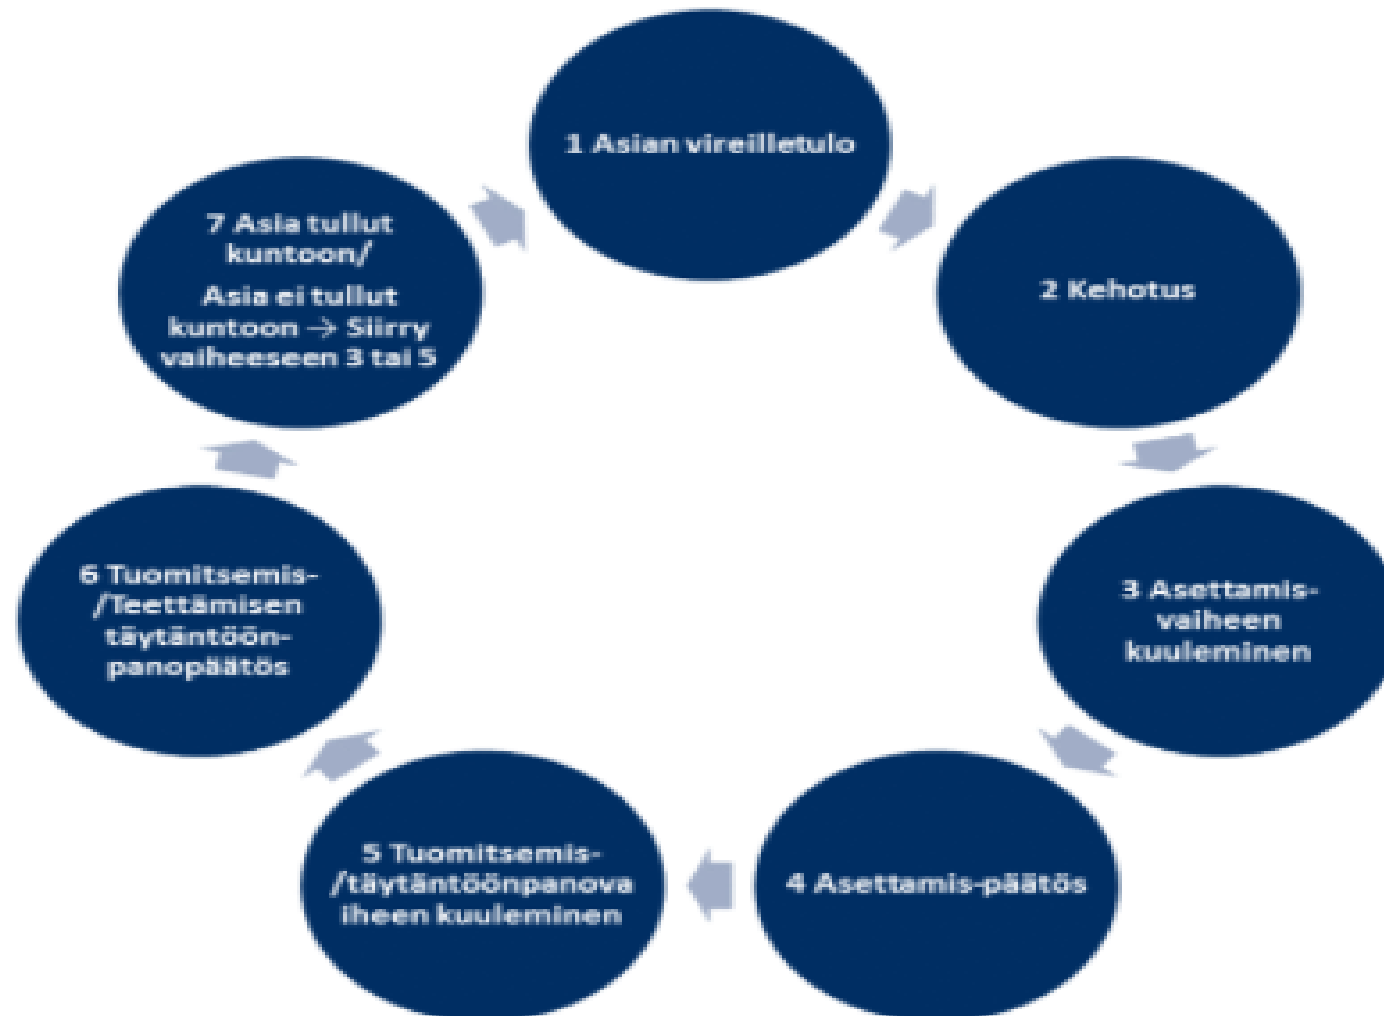 1 Asian vireilletulo
2 Kehotus
3 Asettamis-
vaiheen
kuuleminen
4 Asettamis-päätös
5 Tuomitsemis-
/täytäntöönpanova
iheen kuuleminen
6 Tuomitsemis-
/Teettämisen
täytäntöön-
panopäätös
7 Asia tullut
kuntoon/
Asia ei tullut
kuntoon → Siirry
vaiheeseen 3 tai 5